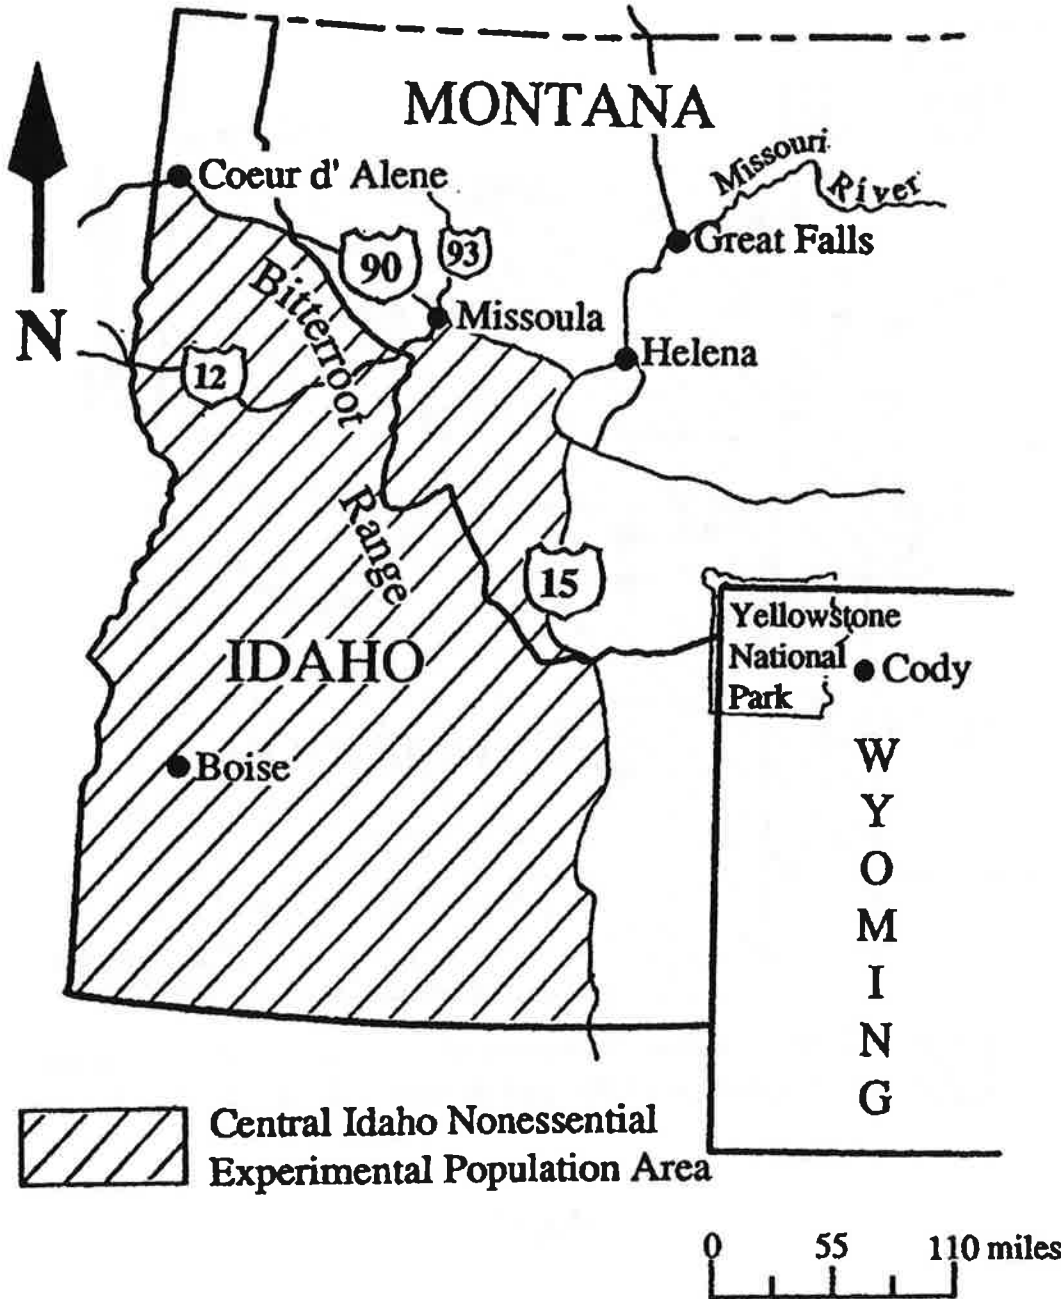 MONTANA
Missouri
River
Coeur d' Alene
Great Falls
93
90
Bitterroot
Missoula
N
Helena
12
Range
15
Yellowstone
National
Park
Cody
IDAHO
Boise
WYOMING
Central Idaho Nonessential
Experimental Population Area
0 55 110 miles